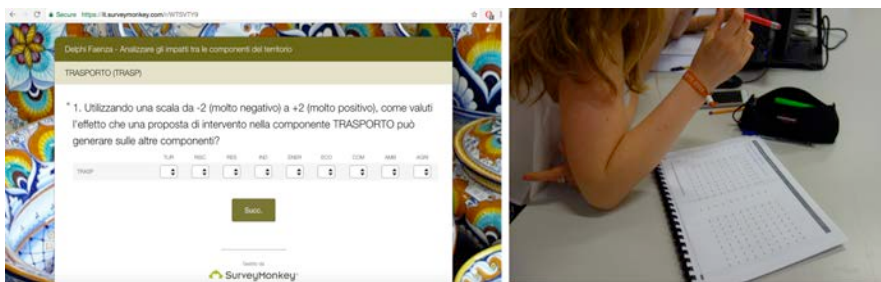 Secure https://it.surveymonkey.com/r/WTSVTY9
Delphi Faenza - Analizzare gli impatti tra le componenti del territorio
TRASPORTO (TRASP)
* 1. Utilizzando una scala da -2 (molto negativo) a +2 (molto positivo), come valuti
l'effetto che una proposta di intervento nella componente TRASPORTO può
generare sulle altre componenti?
TUR RISC RES IND ENER ECO COM AMB AGRI
TRASP
Succ.
SurveyMonkey